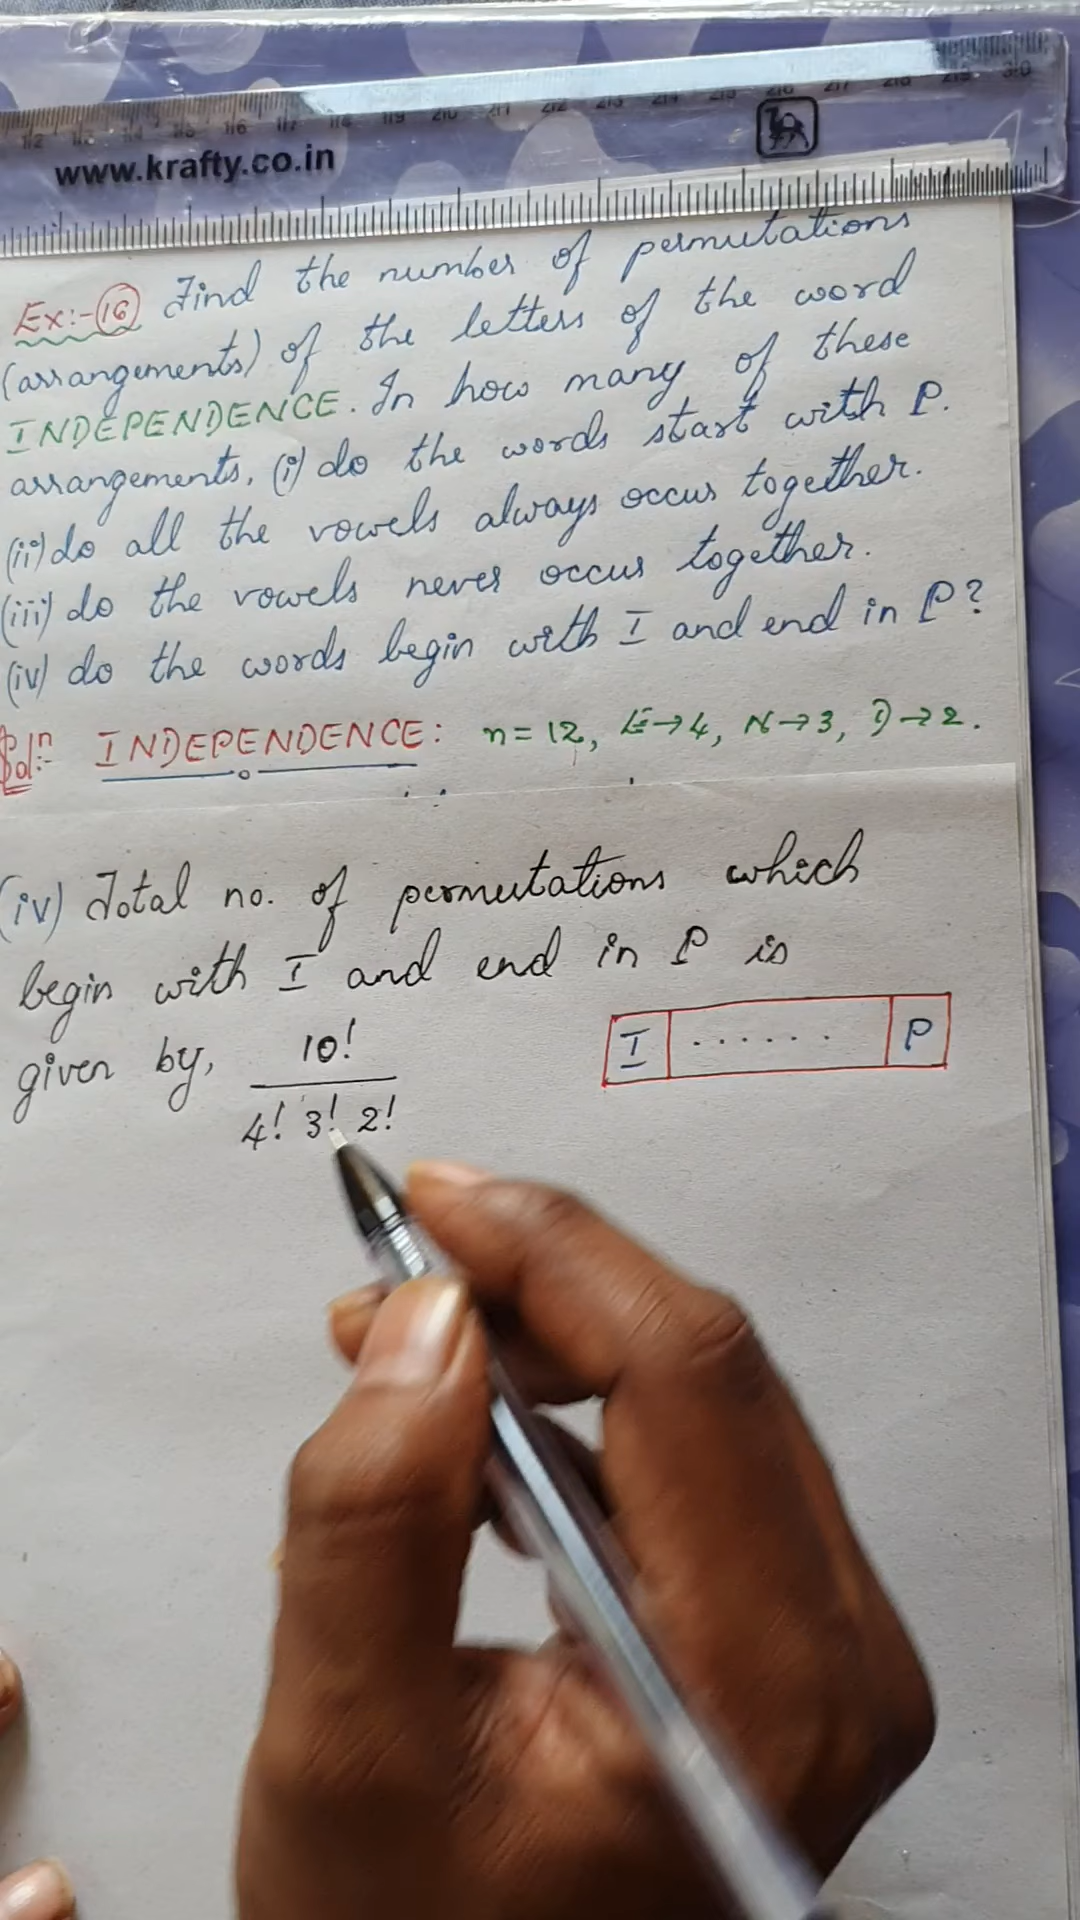 www.krafty.co.in
Ex:-16 Find the number of permutations
(arrangements) of the letters of the word
INDEPENDENCE. In how many of these
arrangements, (i) do the words start with P.
(ii) do all the vowels always occur together.
(iii) do the vowels never occur together.
(iv) do the words begin with I and end in P?
Solⁿ:- INDEPENDENCE: n=12, E→4, N→3, D→2.
(iv) Total no. of permutations which
begin with I and end in P is
given by, 10!
4! 3! 2!
I ...... P